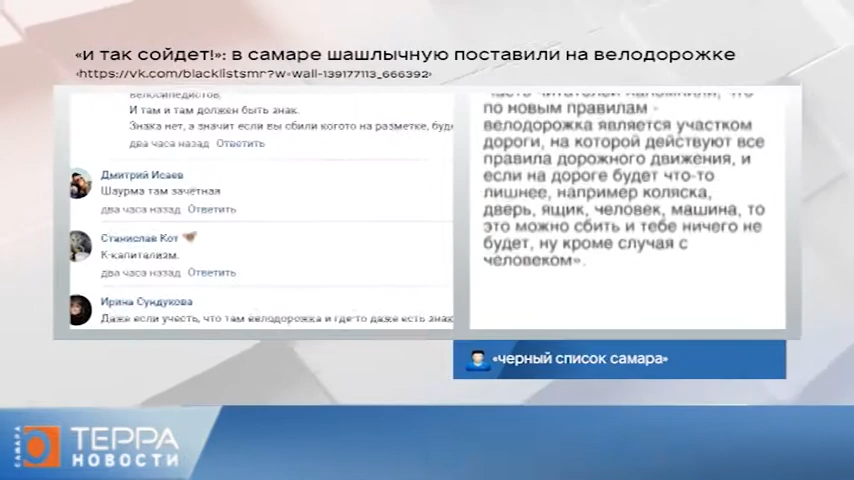 «и так сойдет!»: в самаре шашлычную поставили на велодорожке
‹https://vk.com/blacklistsmr?w=wall-139177113_666392›
велосипедистов.
И там и там должен быть знак.
Знака нет, а значит если вы сбили когото на разметке, буд
два часа назад Ответить
Дмитрий Исаев
Шаурма там зачётная
два часа назад Ответить
Станислав Кот
К-капитализм.
два часа назад Ответить
Ирина Сундукова
Даже если учесть, что там велодорожка и где-то даже есть знак
часть читателей напомнили, что
по новым правилам -
велодорожка является участком
дороги, на которой действуют все
правила дорожного движения, и
если на дороге будет что-то
лишнее, например коляска,
дверь, ящик, человек, машина, то
это можно сбить и тебе ничего не
будет, ну кроме случая с
человеком».
«черный список самара»
САМАРА
ТЕРРА
НОВОСТИ